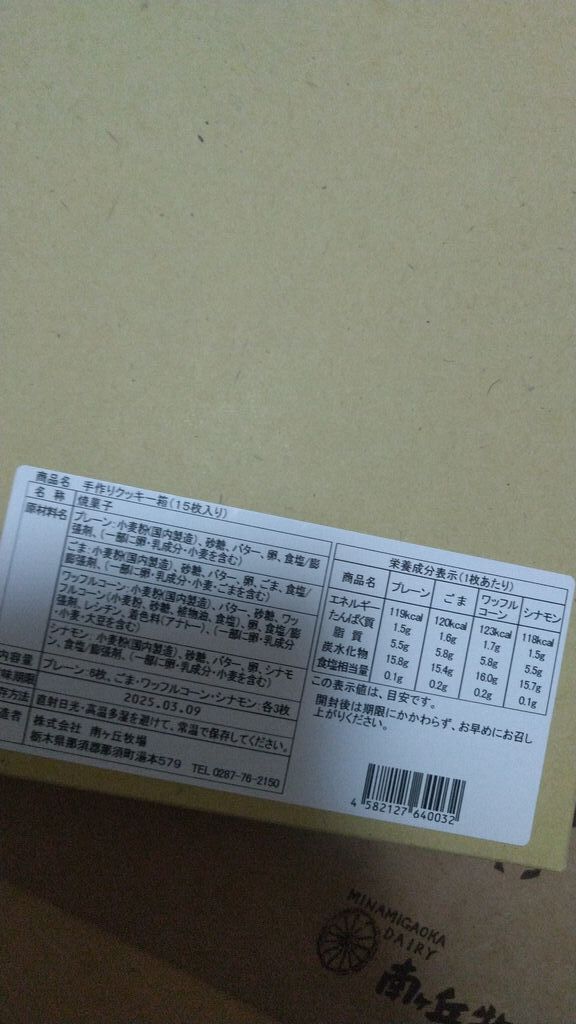 商品名 手作りクッキー箱(15枚入り)
名 称 焼菓子
原材料名 プレーン:小麦粉(国内製造)、砂糖、バター、卵、食塩/膨
張剤、(一部に卵・乳成分・小麦を含む)
ごま:小麦粉(国内製造)、砂糖、バター、卵、ごま、食塩/
膨張剤、(一部に卵・乳成分・小麦・ごまを含む)
ワッフルコーン:小麦粉(国内製造)、バター、砂糖、ワッ
フルコーン(小麦粉、砂糖、植物油、食塩)、卵、食塩/膨
張剤、レシチン、着色料(アナトー)、(一部に卵・乳成分
・小麦・大豆を含む)
シナモン:小麦粉(国内製造)、砂糖、バター、卵、シナモ
ン、食塩/膨張剤、(一部に卵・乳成分・小麦を含む)
内容量 プレーン:6枚、ごま・ワッフルコーン・シナモン:各3枚
味期限 2025.03.09
存方法 直射日光・高温多湿を避けて、常温で保存してください。
造者 株式会社 南ヶ丘牧場
栃木県那須郡那須町湯本579 TEL0287-76-2150
栄養成分表示(1枚あたり)
商品名 プレーン ごま ワッフルコーン シナモン
エネルギー 119kcal 120kcal 123kcal 118kcal
たんぱく質 1.5g 1.6g 1.7g 1.5g
脂 質 5.5g 5.8g 5.8g 5.5g
炭水化物 15.8g 15.4g 16.0g 15.7g
食塩相当量 0.1g 0.2g 0.2g 0.1g
この表示値は、目安です。
開封後は期限にかかわらず、お早めにお召し
上がりください。
4 582127 640032
MINAMIGAOKA
DAIRY
南ヶ丘牧